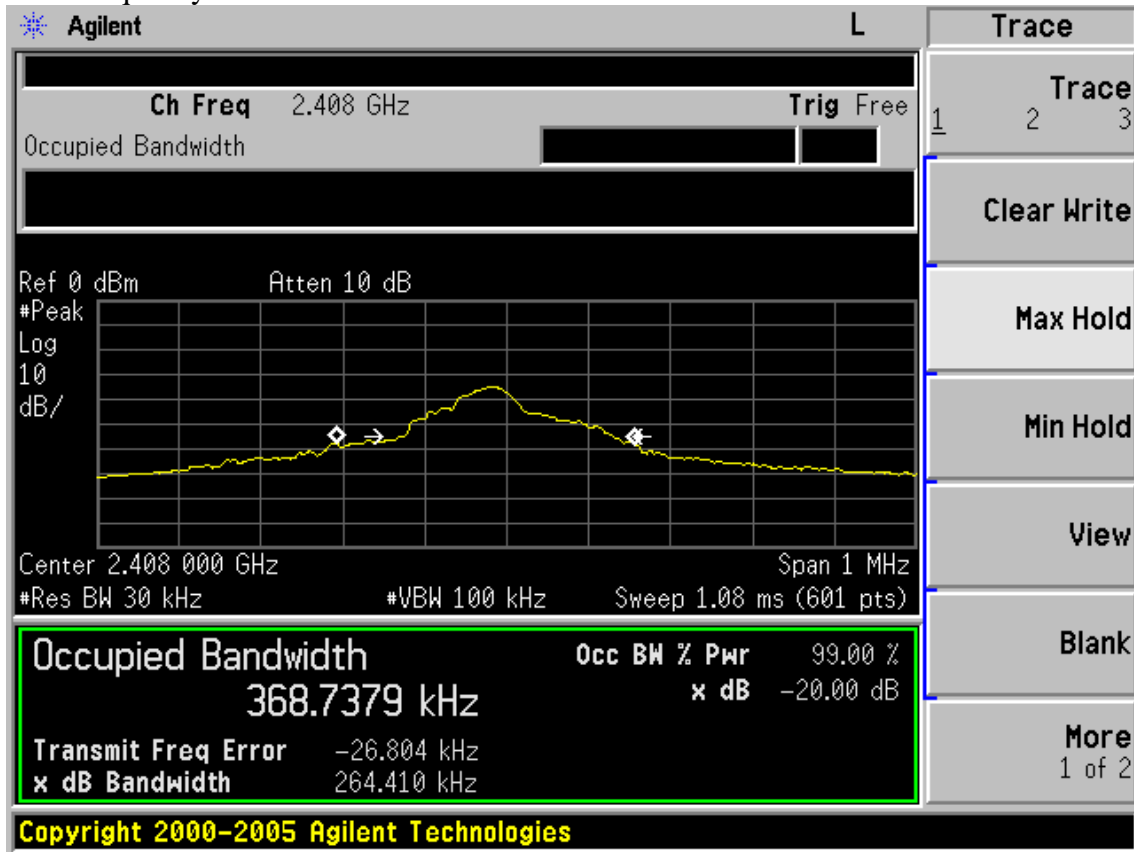 Agilent L Trace
Ch Freq 2.408 GHz Trig Free
Occupied Bandwidth
Trace
1 2 3
Clear Write
Ref 0 dBm Atten 10 dB
#Peak
Log
10
dB/
Max Hold
Min Hold
View
Center 2.408 000 GHz Span 1 MHz
#Res BW 30 kHz #VBW 100 kHz Sweep 1.08 ms (601 pts)
Occupied Bandwidth Occ BW % Pwr 99.00 %
368.7379 kHz x dB -20.00 dB
Transmit Freq Error -26.804 kHz
x dB Bandwidth 264.410 kHz
Blank
More
1 of 2
Copyright 2000-2005 Agilent Technologies